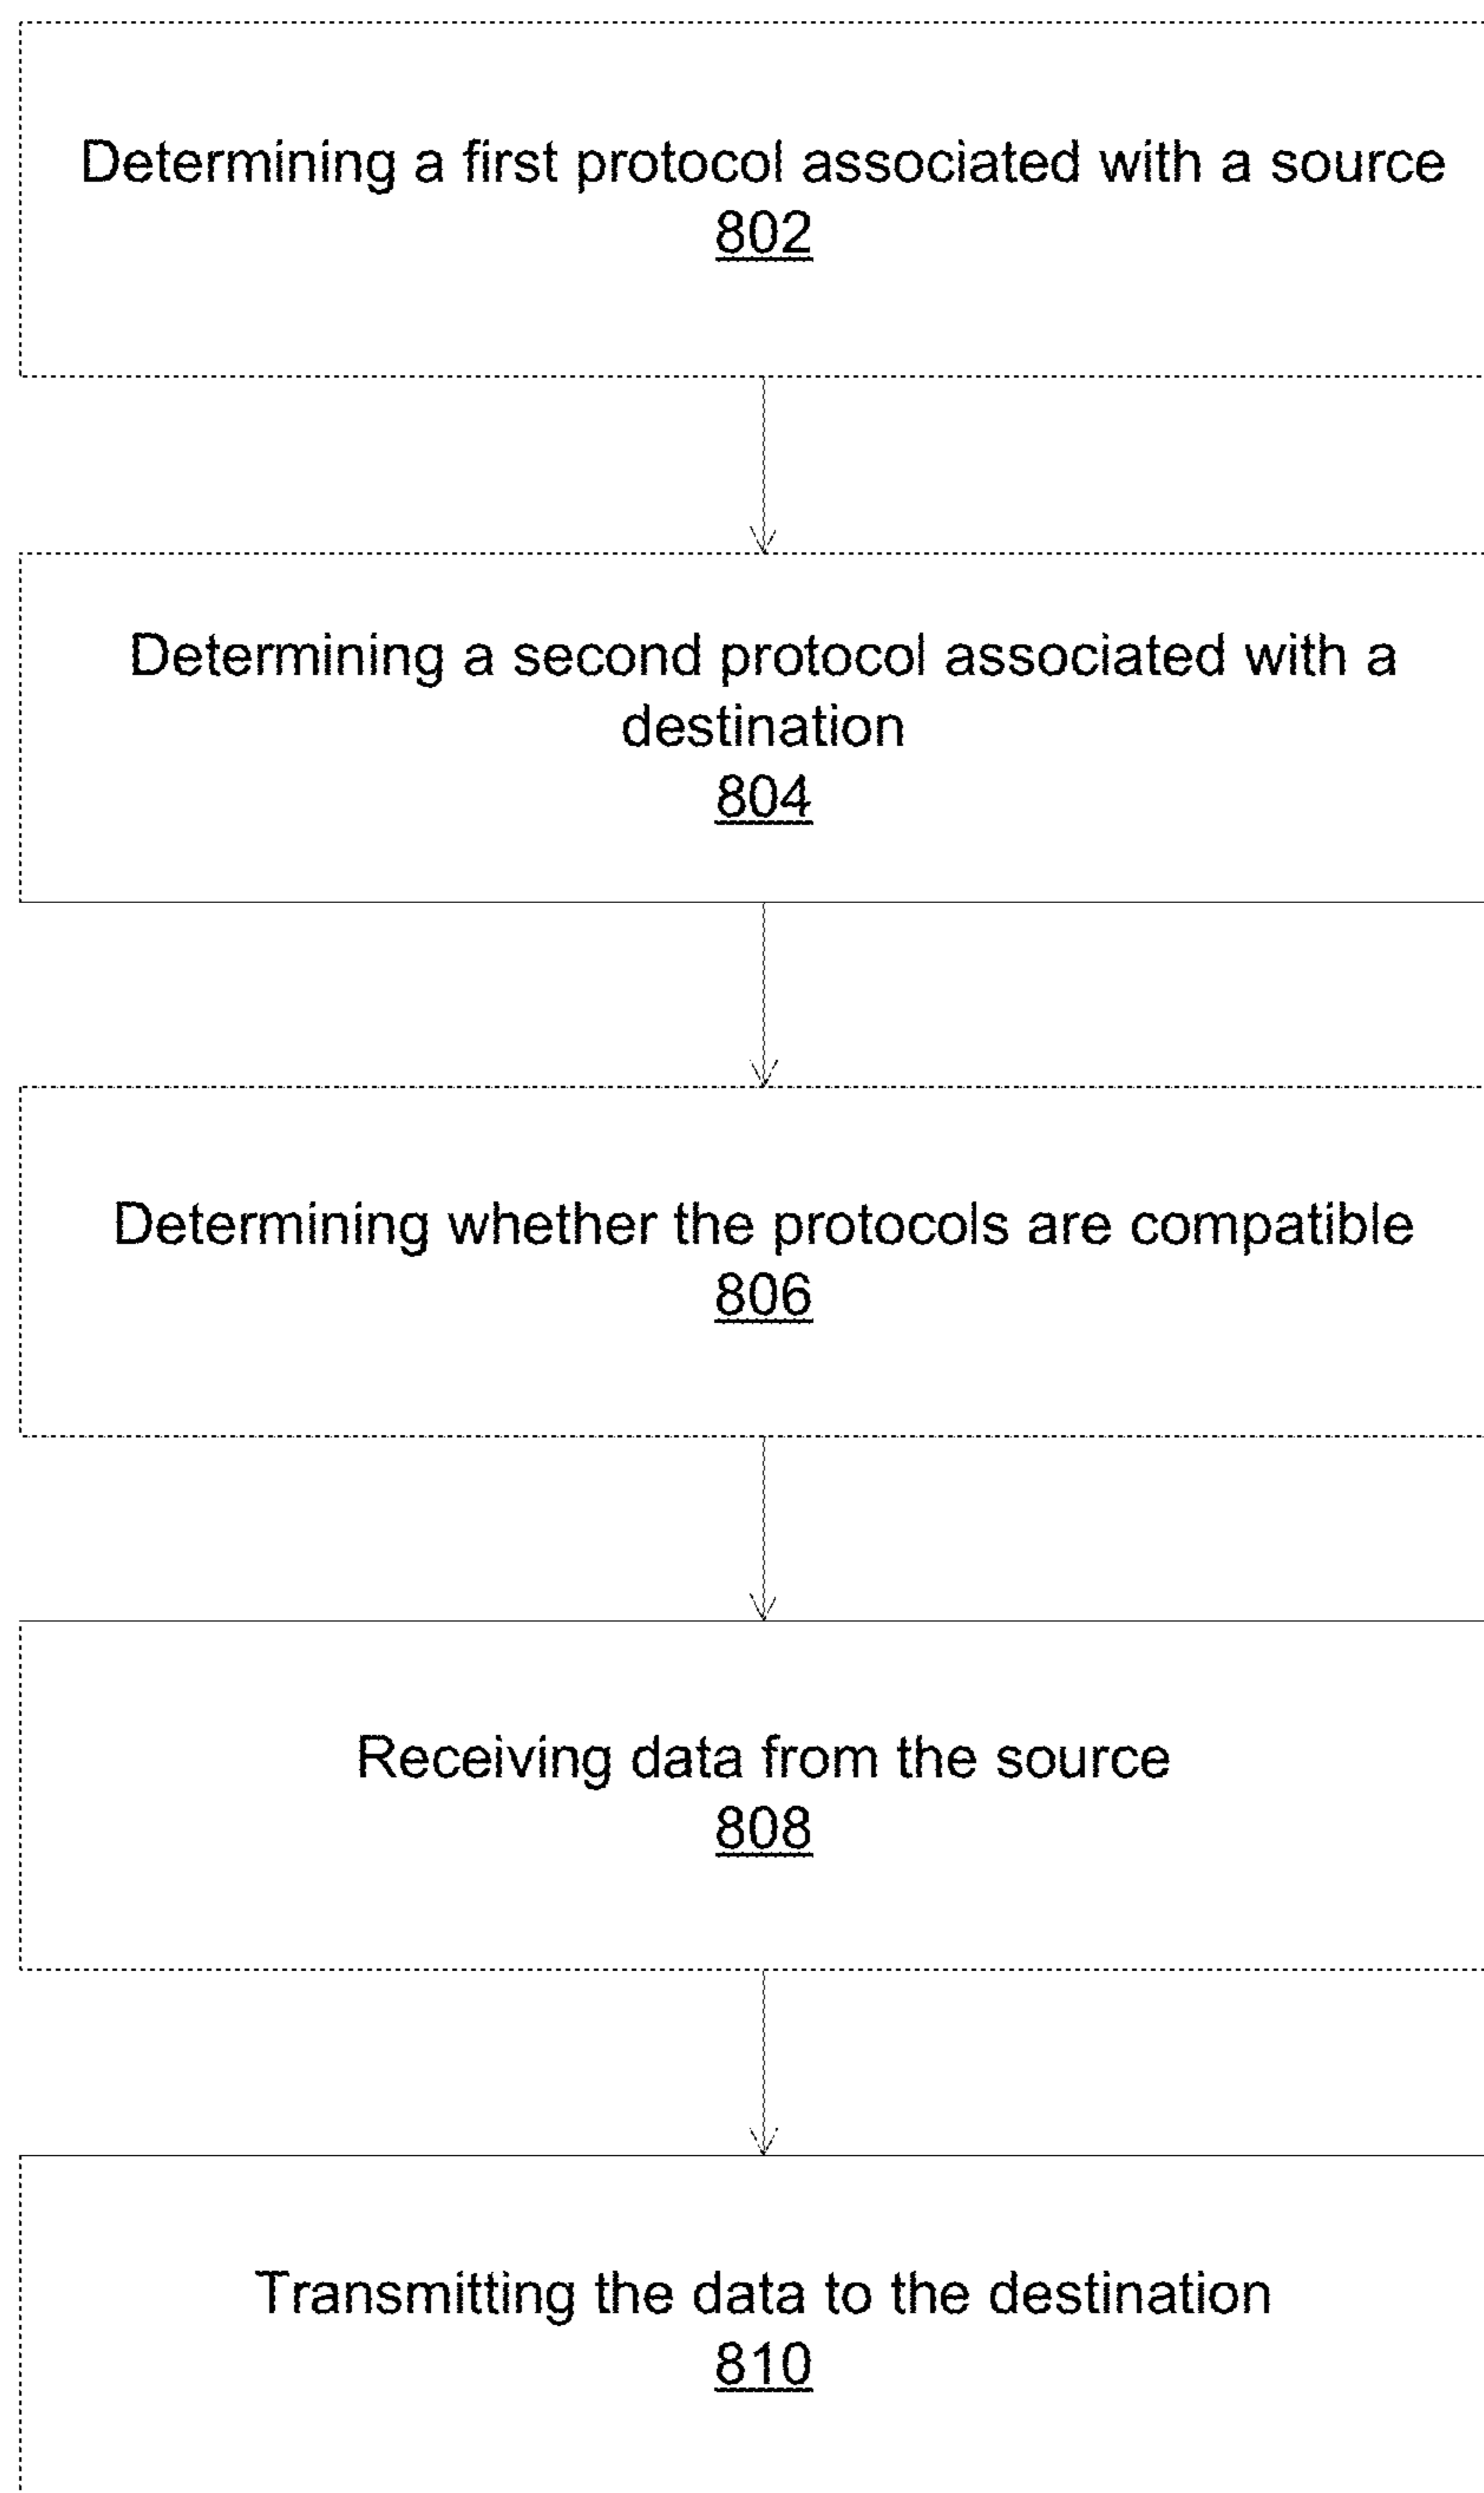 Determining a first protocol associated with a source
802
Determining a second protocol associated with a
destination
804
Determining whether the protocols are compatible
806
Receiving data from the source
808
Transmitting the data to the destination
810